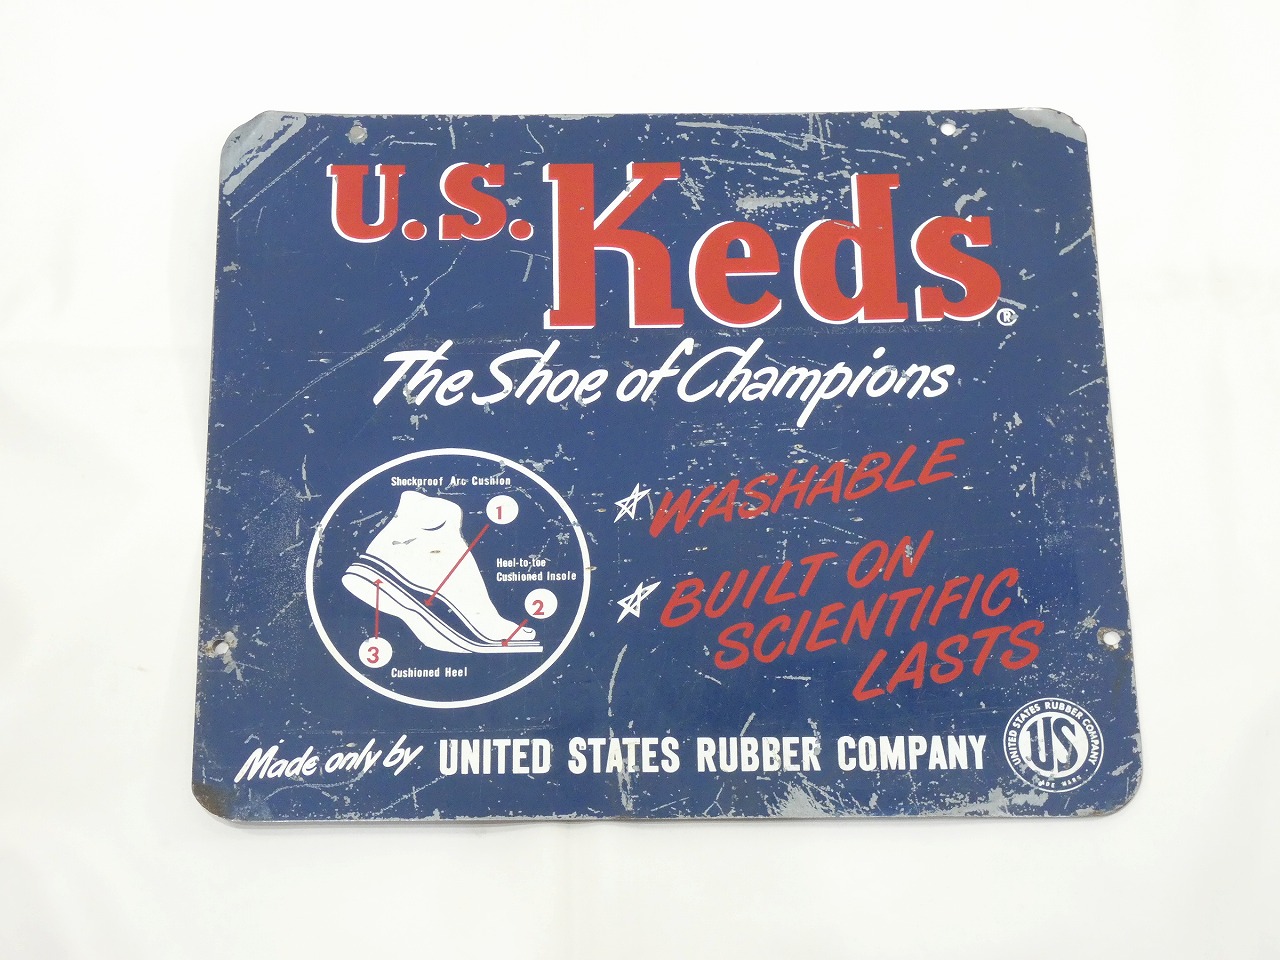 U.S. Keds ®
The Shoe of Champions
Shockproof Arc Cushion
1
Heel-to-toe
Cushioned Insole
2
3
Cushioned Heel
WASHABLE
BUILT ON
SCIENTIFIC
LASTS
Made only by UNITED STATES RUBBER COMPANY
UNITED STATES RUBBER COMPANY
US